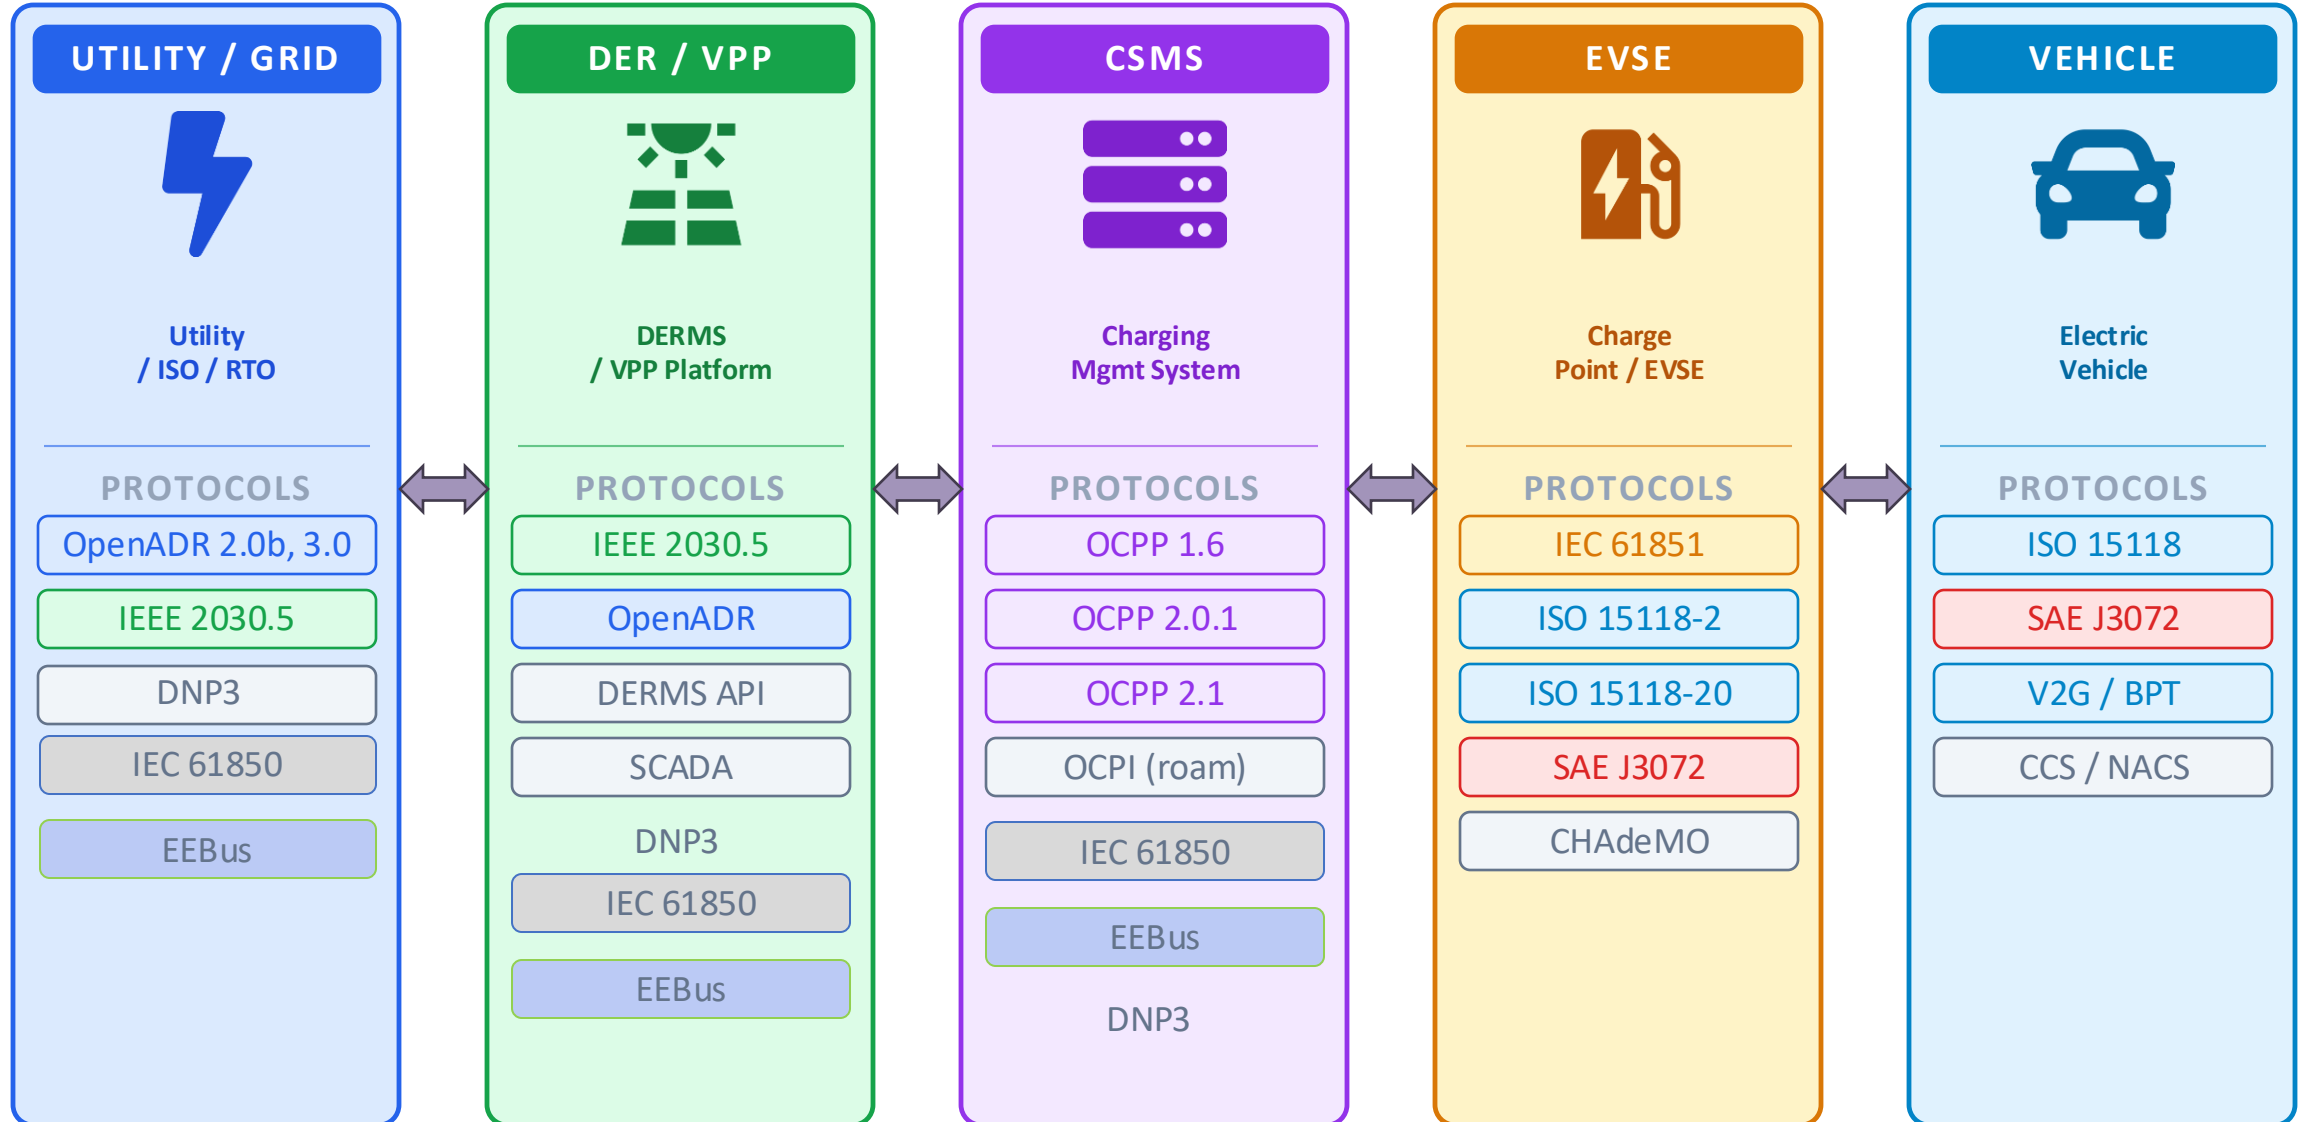 UTILITY / GRID
Utility
/ ISO / RTO
PROTOCOLS
OpenADR 2.0b, 3.0
IEEE 2030.5
DNP3
IEC 61850
EEBus
DER / VPP
DERMS
/ VPP Platform
PROTOCOLS
IEEE 2030.5
OpenADR
DERMS API
SCADA
DNP3
IEC 61850
EEBus
CSMS
Charging
Mgmt System
PROTOCOLS
OCPP 1.6
OCPP 2.0.1
OCPP 2.1
OCPI (roam)
IEC 61850
EEBus
DNP3
EVSE
Charge
Point / EVSE
PROTOCOLS
IEC 61851
ISO 15118-2
ISO 15118-20
SAE J3072
CHAdeMO
VEHICLE
Electric
Vehicle
PROTOCOLS
ISO 15118
SAE J3072
V2G / BPT
CCS / NACS